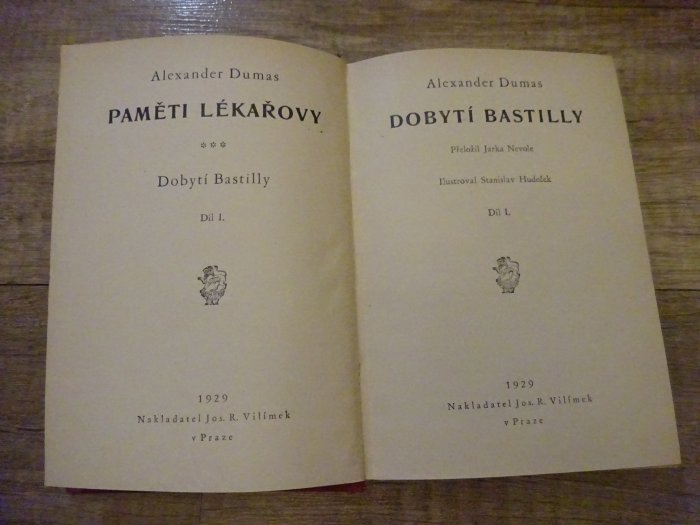 Alexander Dumas
PAMĚTI LÉKAŘOVY
***
Dobytí Bastilly
Díl I.
1929
Nakladatel Jos. R. Vilímek
v Praze
Alexander Dumas
DOBYTÍ BASTILLY
Přeložil Jarka Nevole
Ilustroval Stanislav Hudeček
Díl I.
1929
Nakladatel Jos. R. Vilímek
v Praze